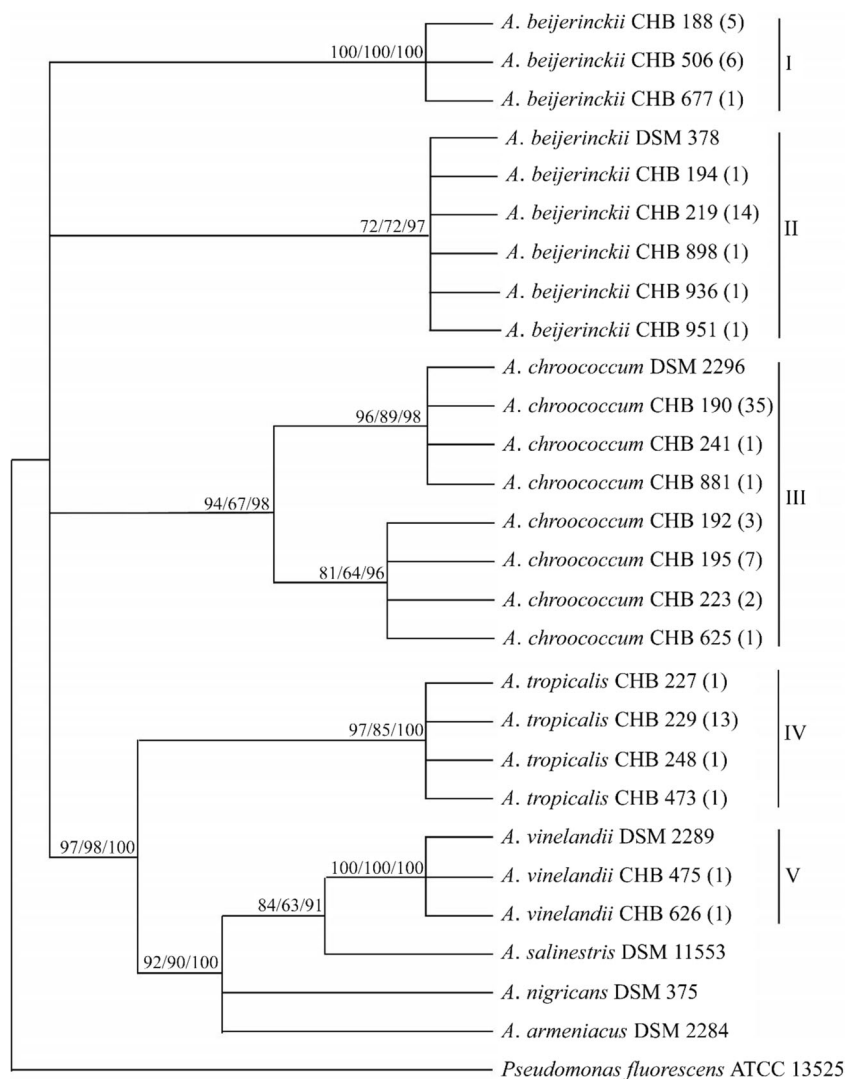 A. beijerinckii CHB 188 (5)
100/100/100
A. beijerinckii CHB 506 (6)
I
A. beijerinckii CHB 677 (1)
A. beijerinckii DSM 378
A. beijerinckii CHB 194 (1)
A. beijerinckii CHB 219 (14)
72/72/97
II
A. beijerinckii CHB 898 (1)
A. beijerinckii CHB 936 (1)
A. beijerinckii CHB 951 (1)
A. chroococcum DSM 2296
A. chroococcum CHB 190 (35)
96/89/98
A. chroococcum CHB 241 (1)
A. chroococcum CHB 881 (1)
94/67/98
III
A. chroococcum CHB 192 (3)
A. chroococcum CHB 195 (7)
81/64/96
A. chroococcum CHB 223 (2)
A. chroococcum CHB 625 (1)
A. tropicalis CHB 227 (1)
A. tropicalis CHB 229 (13)
97/85/100
IV
A. tropicalis CHB 248 (1)
A. tropicalis CHB 473 (1)
A. vinelandii DSM 2289
97/98/100
100/100/100
A. vinelandii CHB 475 (1)
V
84/63/91
A. vinelandii CHB 626 (1)
A. salinestris DSM 11553
92/90/100
A. nigricans DSM 375
A. armeniacus DSM 2284
Pseudomonas fluorescens ATCC 13525